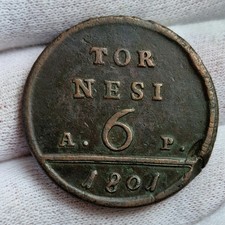 TOR
NESI
A. 6 P.
1801